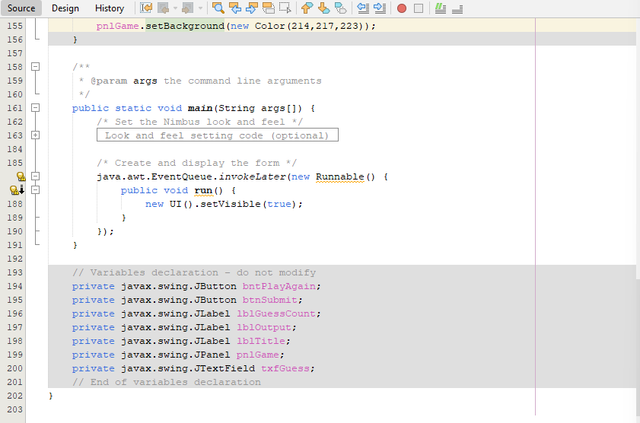 Source Design History
155 pnlGame.setBackground(new Color(214,217,223));
156 }
157
158 /**
159 * @param args the command line arguments
160 */
161 public static void main(String args[]) {
162 /* Set the Nimbus look and feel */
163 Look and feel setting code (optional)
184
185 /* Create and display the form */
java.awt.EventQueue.invokeLater(new Runnable() {
public void run() {
188 new UI().setVisible(true);
189 }
190 });
191 }
192
193 // Variables declaration - do not modify
194 private javax.swing.JButton bntPlayAgain;
195 private javax.swing.JButton btnSubmit;
196 private javax.swing.JLabel lblGuessCount;
197 private javax.swing.JLabel lblOutput;
198 private javax.swing.JLabel lblTitle;
199 private javax.swing.JPanel pnlGame;
200 private javax.swing.JTextField txfGuess;
201 // End of variables declaration
202 }
203